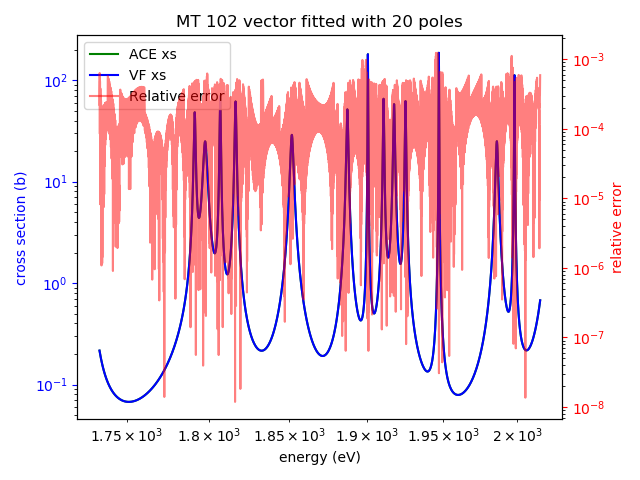 MT 102 vector fitted with 20 poles
ACE xs
VF xs
Relative error
cross section (b)
10²
10¹
10⁰
10⁻¹
relative error
10⁻³
10⁻⁴
10⁻⁵
10⁻⁶
10⁻⁷
10⁻⁸
1.75×10³ 1.8×10³ 1.85×10³ 1.9×10³ 1.95×10³ 2×10³
energy (eV)